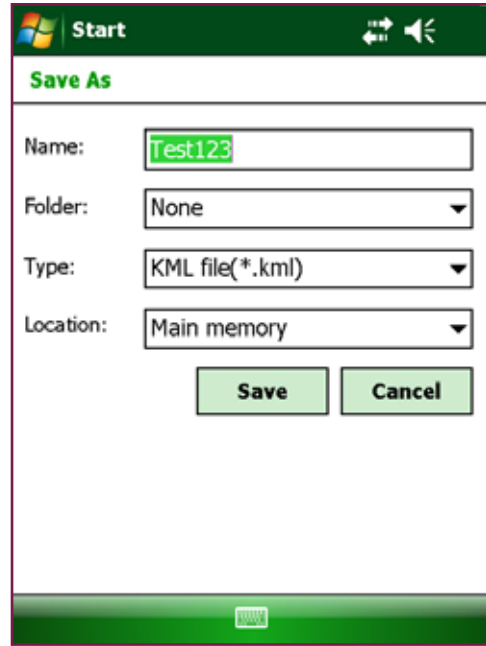 Start
Save As
Name: Test123
Folder: None
Type: KML file(*.kml)
Location: Main memory
Save Cancel